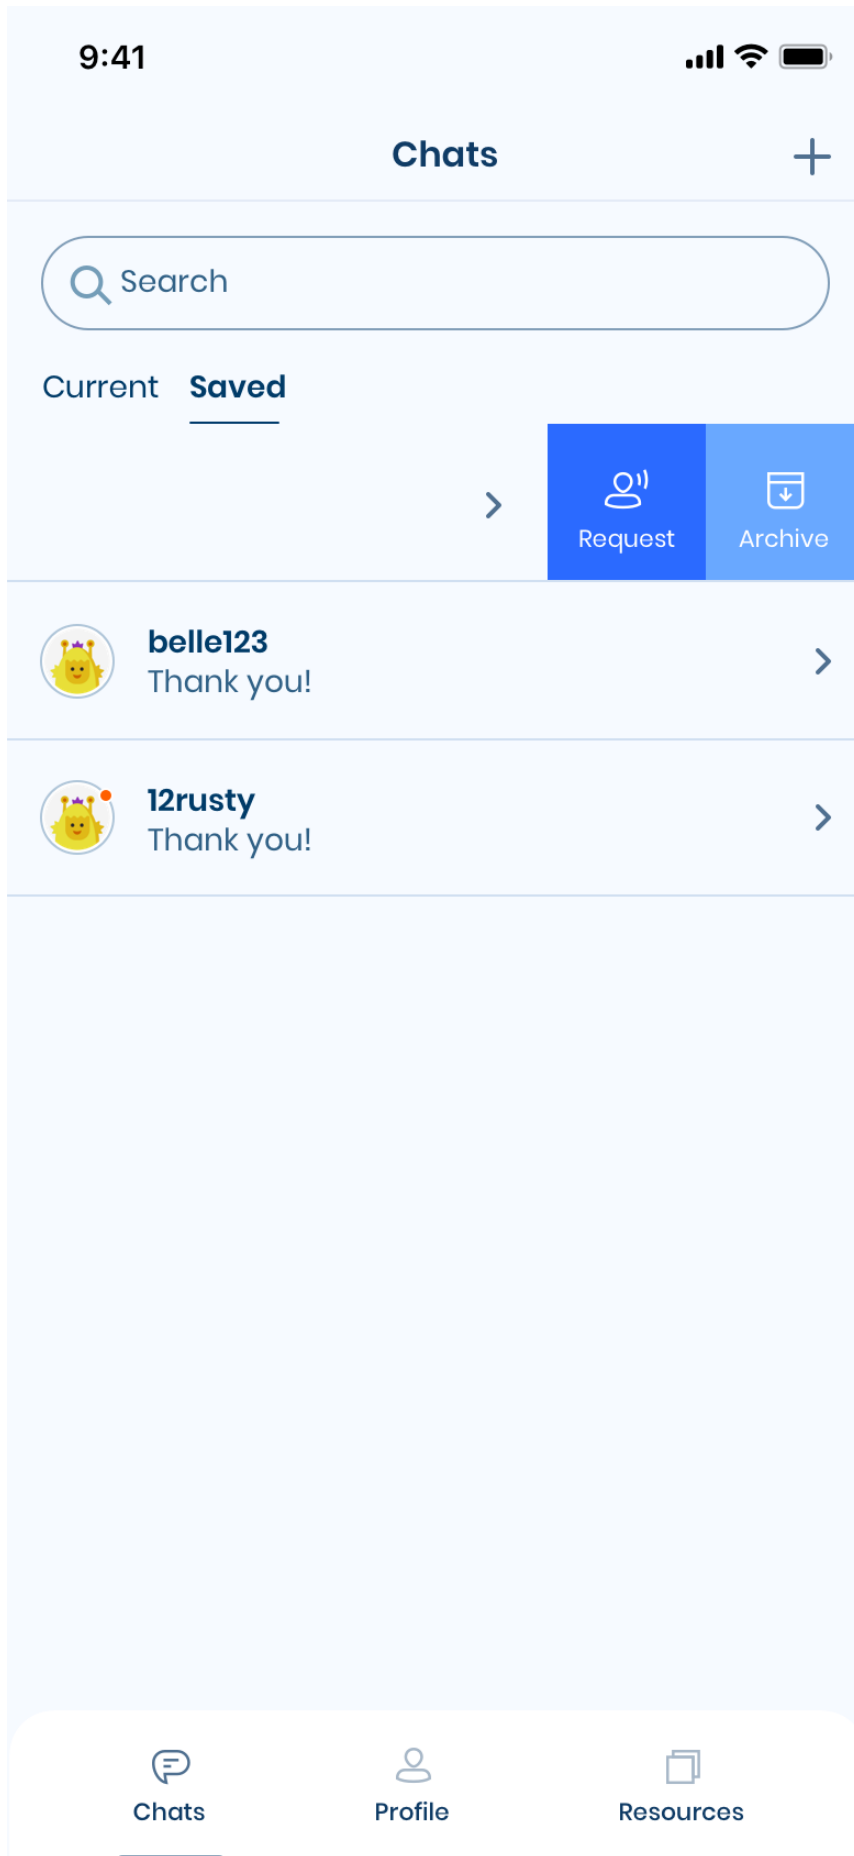 9:41
Chats
Search
Current Saved
Request Archive
belle123
Thank you!
12rusty
Thank you!
Chats Profile Resources